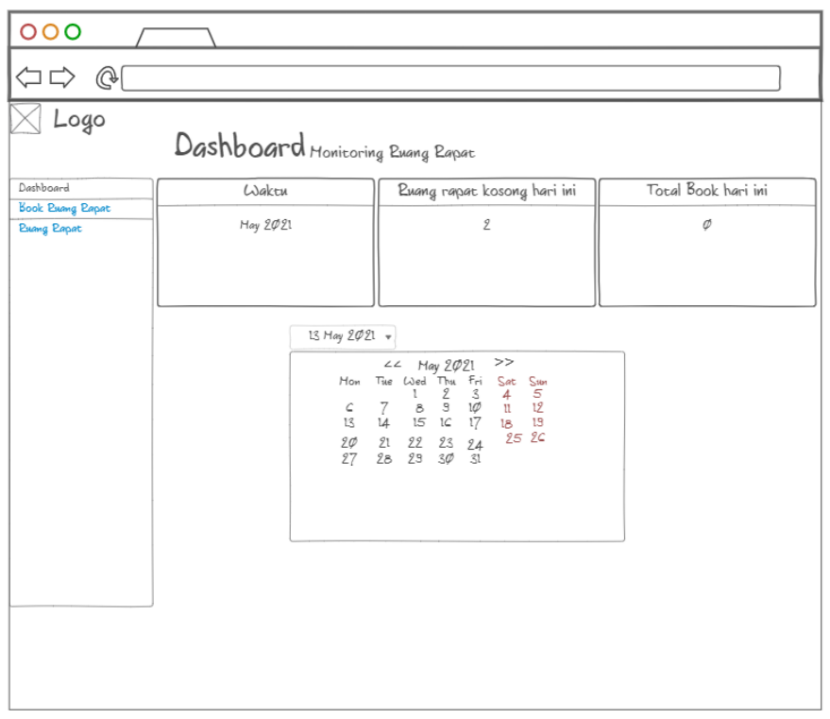 Logo
Dashboard Monitoring Ruang Rapat
Dashboard
Book Ruang Rapat
Ruang Rapat
Waktu
May 2021
Ruang rapat kosong hari ini
2
Total Book hari ini
0
13 May 2021
<< May 2021 >>
Mon Tue Wed Thu Fri Sat Sun
1 2 3 4 5
6 7 8 9 10 11 12
13 14 15 16 17 18 19
20 21 22 23 24 25 26
27 28 29 30 31